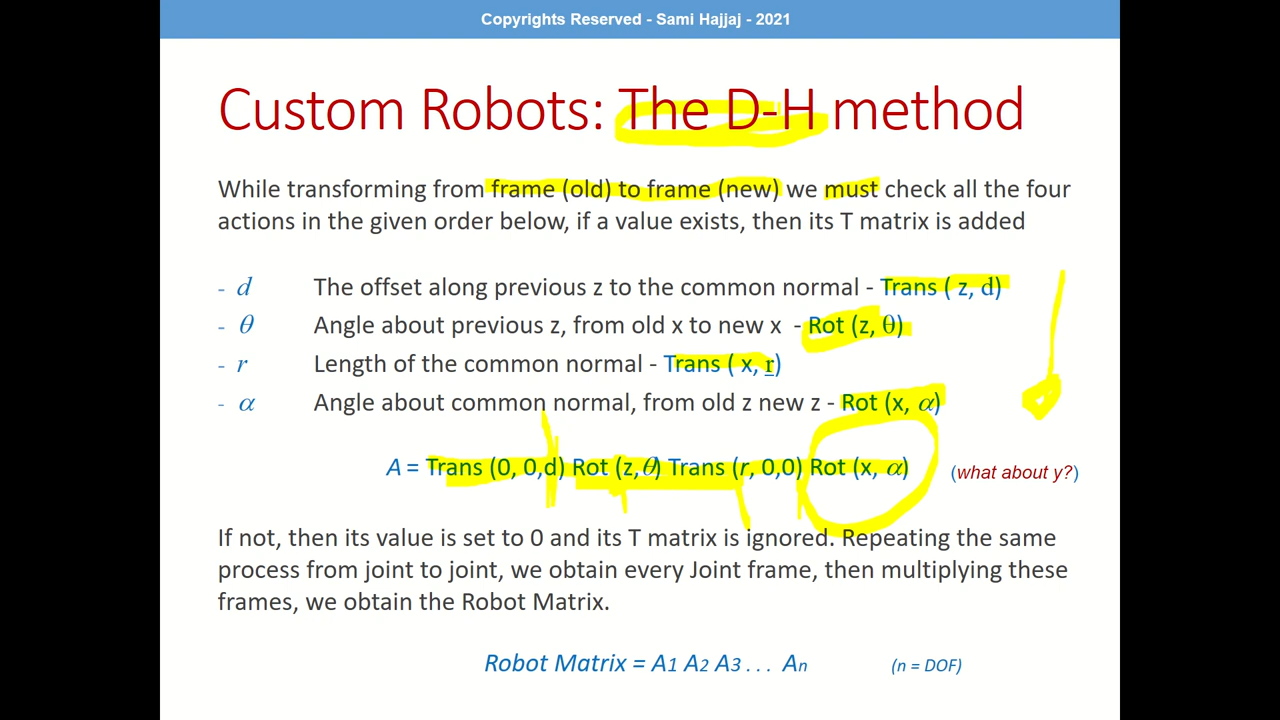 Copyrights Reserved - Sami Hajjaj - 2021
Custom Robots: The D-H method
While transforming from frame (old) to frame (new) we must check all the four
actions in the given order below, if a value exists, then its T matrix is added
- d The offset along previous z to the common normal - Trans ( z, d)
- θ Angle about previous z, from old x to new x - Rot (z, θ)
- r Length of the common normal - Trans ( x, r)
- α Angle about common normal, from old z new z - Rot (x, α)
A = Trans (0, 0,d) Rot (z,θ) Trans (r, 0,0) Rot (x, α) (what about y?)
If not, then its value is set to 0 and its T matrix is ignored. Repeating the same
process from joint to joint, we obtain every Joint frame, then multiplying these
frames, we obtain the Robot Matrix.
Robot Matrix = A1 A2 A3 . . . An (n = DOF)